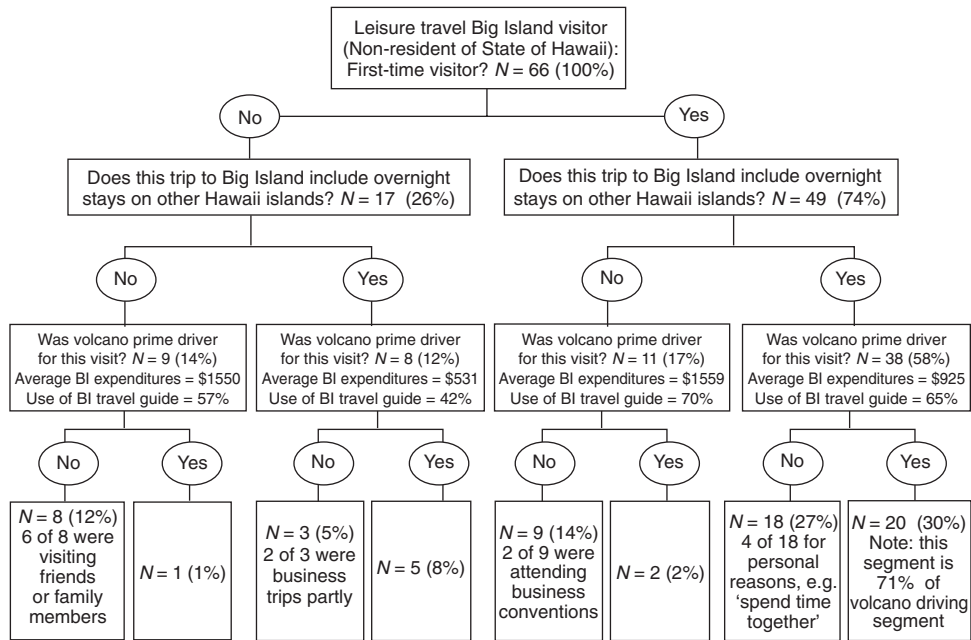 Leisure travel Big Island visitor
(Non-resident of State of Hawaii):
First-time visitor? N = 66 (100%)
No
Yes
Does this trip to Big Island include overnight
stays on other Hawaii islands? N = 17 (26%)
Does this trip to Big Island include overnight
stays on other Hawaii islands? N = 49 (74%)
No
Yes
No
Yes
Was volcano prime driver
for this visit? N = 9 (14%)
Average BI expenditures = $1550
Use of BI travel guide = 57%
Was volcano prime driver
for this visit? N = 8 (12%)
Average BI expenditures = $531
Use of BI travel guide = 42%
Was volcano prime driver
for this visit? N = 11 (17%)
Average BI expenditures = $1559
Use of BI travel guide = 70%
Was volcano prime driver
for this visit? N = 38 (58%)
Average BI expenditures = $925
Use of BI travel guide = 65%
No
Yes
No
Yes
No
Yes
No
Yes
N = 8 (12%)
6 of 8 were
visiting
friends
or family
members
N = 1 (1%)
N = 3 (5%)
2 of 3 were
business
trips partly
N = 5 (8%)
N = 9 (14%)
2 of 9 were
attending
business
conventions
N = 2 (2%)
N = 18 (27%)
4 of 18 for
personal
reasons, e.g.
‘spend time
together’
N = 20 (30%)
Note: this
segment is
71% of
volcano driving
segment